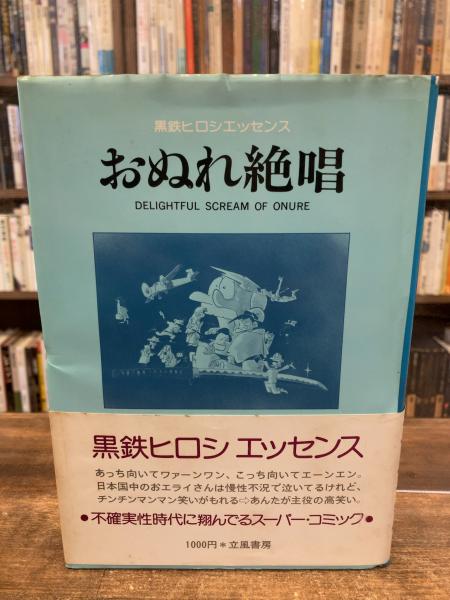 黒鉄ヒロシエッセンス
おぬれ絶唱
DELIGHTFUL SCREAM OF ONURE
黒鉄ヒロシ エッセンス
あっち向いてワァーンワン、こっち向いてエーンエン。
日本国中のおエライさんは慢性不況で泣いてるけれど、
チンチンマンマン笑いがもれる⇨あんたが主役の高笑い。
●不確実性時代に翔んでるスーパー・コミック●
1000円＊立風書房